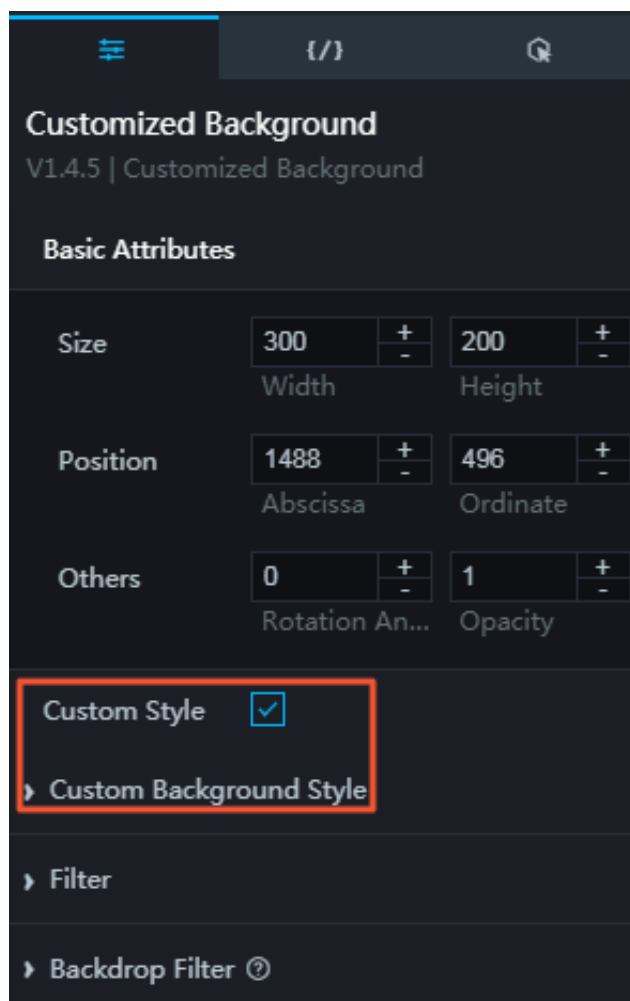 {/}
Customized Background
V1.4.5 | Customized Background
Basic Attributes
Size 300 + - 200 + -
Width Height
Position 1488 + - 496 + -
Abscissa Ordinate
Others 0 + - 1 + -
Rotation An... Opacity
Custom Style
Custom Background Style
Filter
Backdrop Filter ?